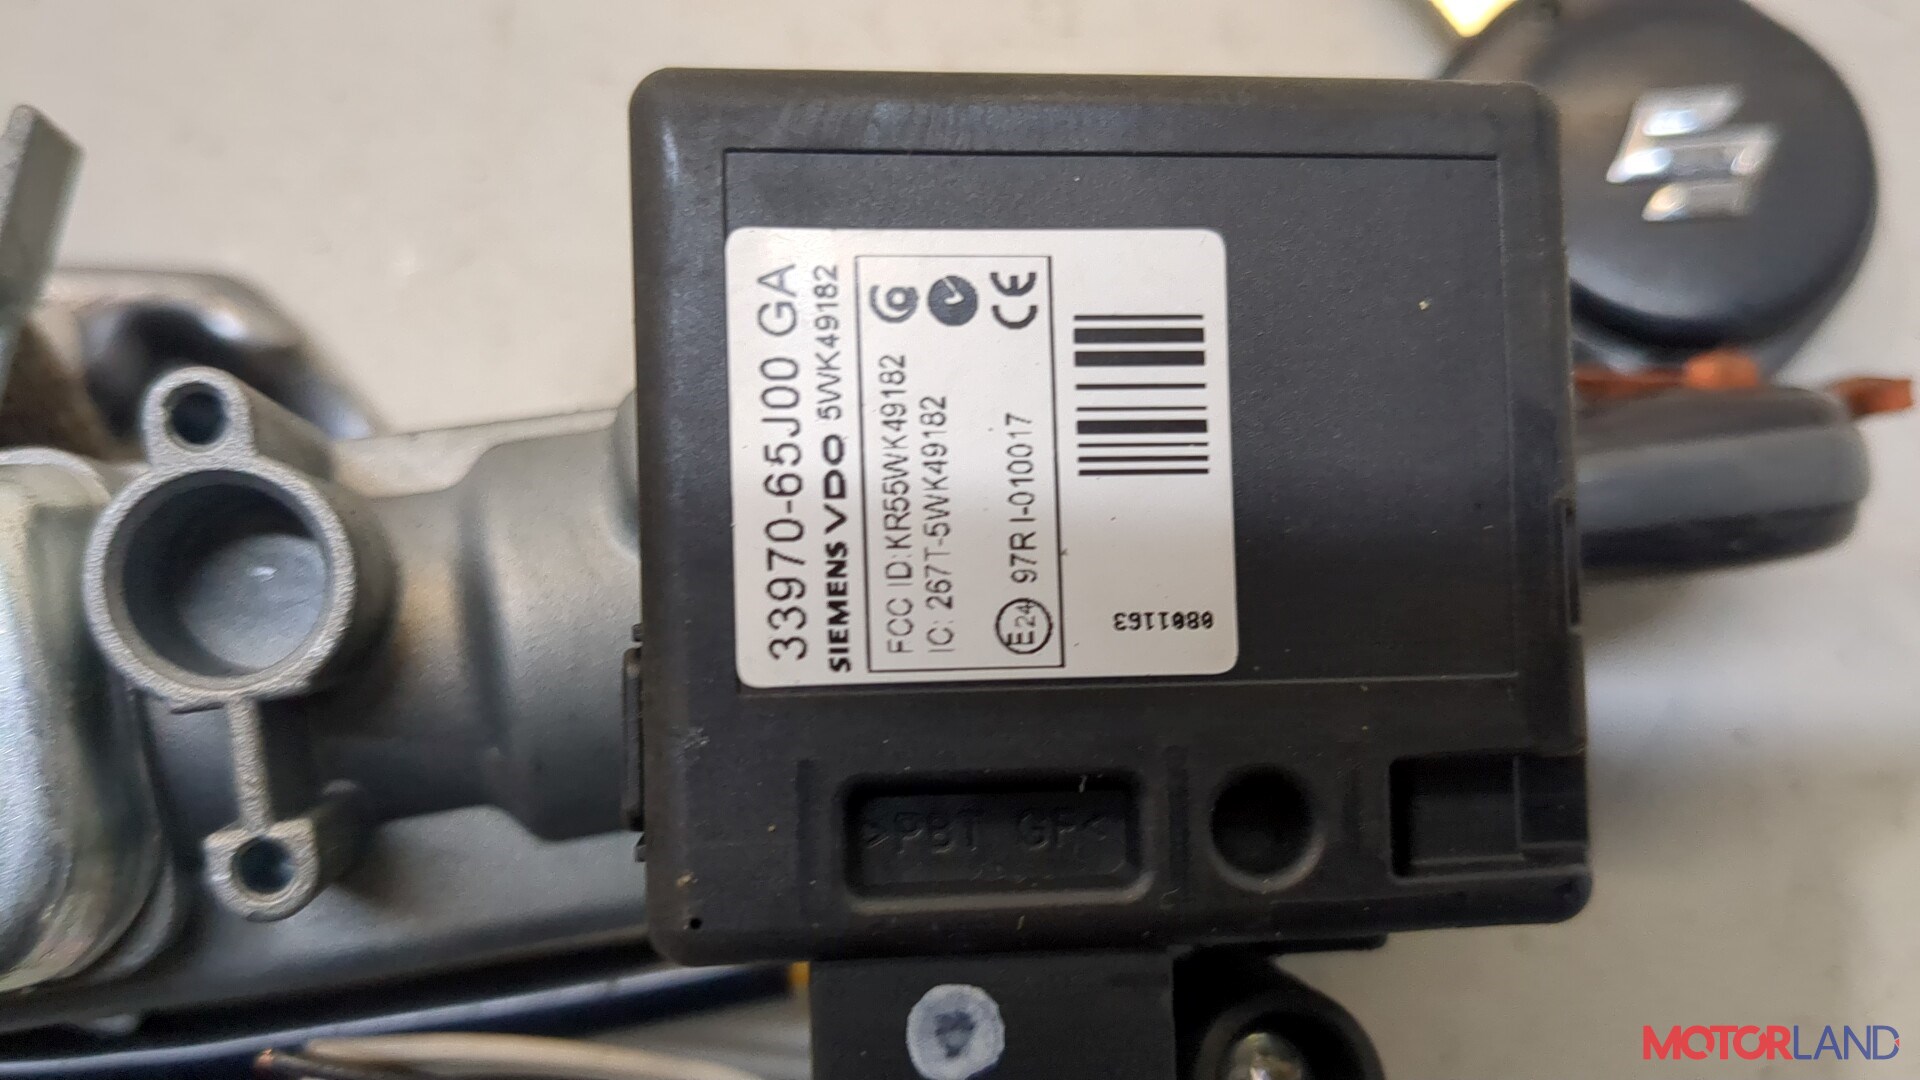 33970-65J00 GA
SIEMENS VDO 5WK49182
FCC ID: KR55WK49182
IC: 267T-5WK49182
E24 97R I-010017
CE
0801163
>PBT GF<
MOTORLAND